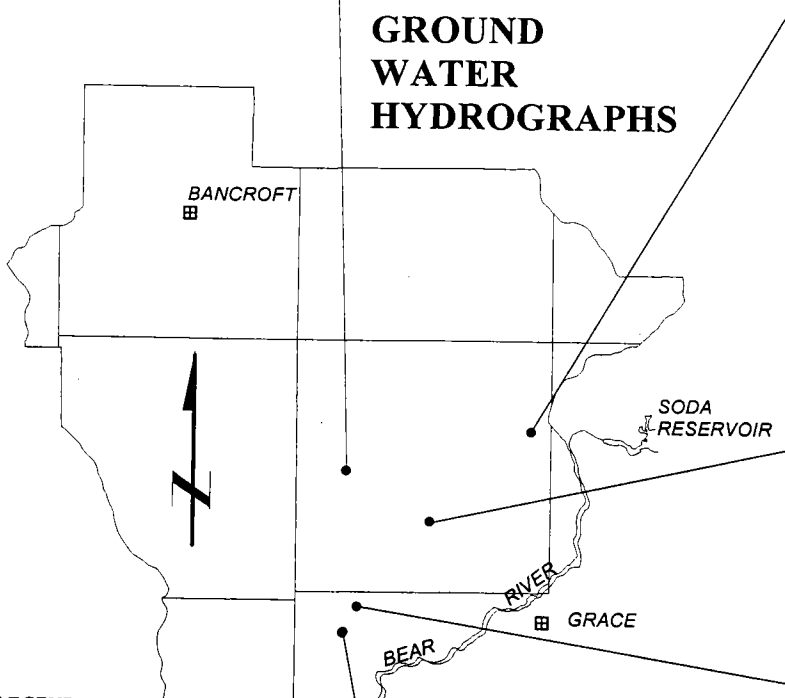 GROUND
WATER
HYDROGRAPHS
BANCROFT
SODA
RESERVOIR
RIVER
GRACE
BEAR